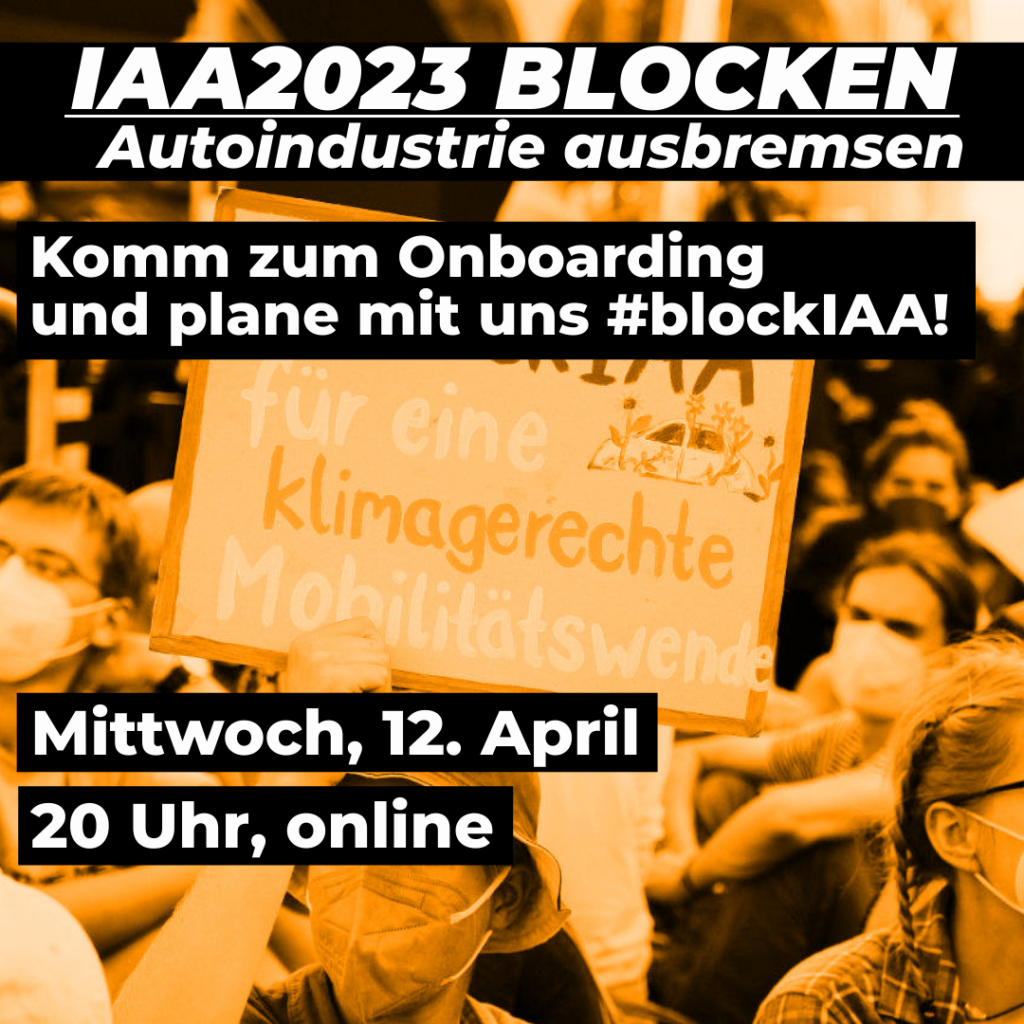 IAA2023 BLOCKEN
Autoindustrie ausbremsen
Komm zum Onboarding
und plane mit uns #blockIAA!
IAA
für eine
klimagerechte
Mobilitätswende
Mittwoch, 12. April
20 Uhr, online